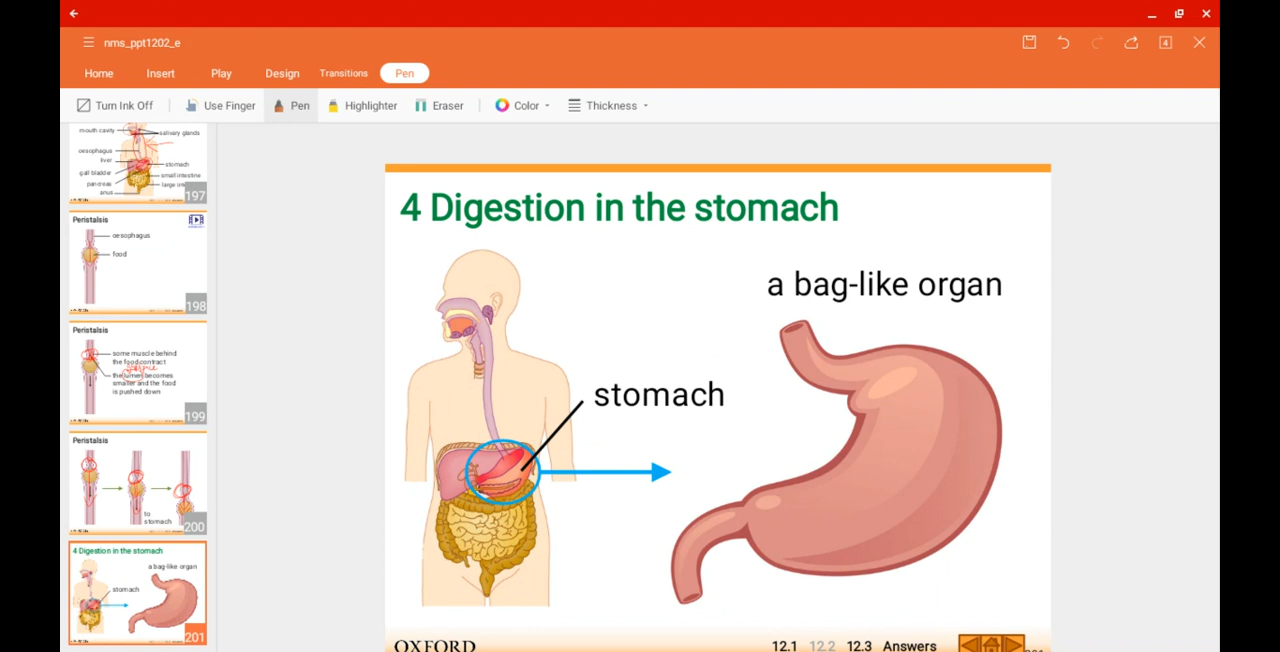 nms_ppt1202_e
4
Home Insert Play Design Transitions Pen
Turn Ink Off Use Finger Pen Highlighter Eraser Color Thickness
mouth cavity
salivary glands
oesophagus
liver
stomach
gall bladder
small intestine
pancreas
anus
197
Peristalsis
oesophagus
food
198
Peristalsis
some muscle behind
the food contract
the lumen becomes
smaller and the food
is pushed down
199
Peristalsis
to
stomach
200
4 Digestion in the stomach
a bag-like organ
stomach
201
4 Digestion in the stomach
a bag-like organ
stomach
OXFORD
12.1 12.2 12.3 Answers